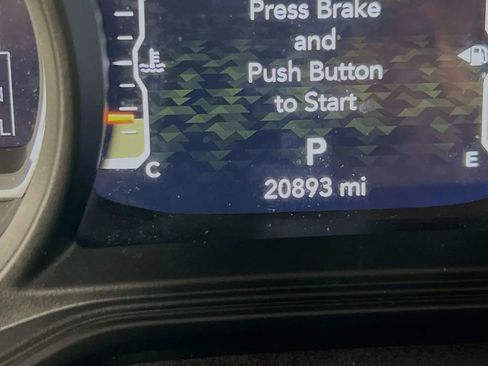 Press Brake
and
Push Button
to Start
P
C
E
20893 mi